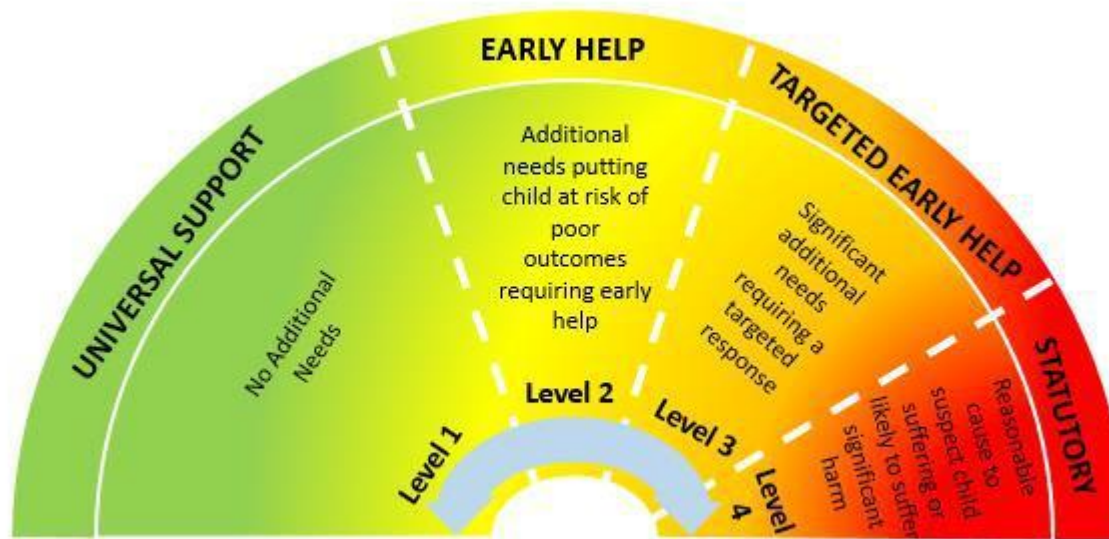 UNIVERSAL SUPPORT
No Additional
Needs
Level 1
EARLY HELP
Additional
needs putting
child at risk of
poor
outcomes
requiring early
help
Level 2
TARGETED EARLY HELP
Significant
additional
needs
requiring a
targeted
response
Level 3
STATUTORY
Reasonable
cause to
suspect child
suffering or
likely to suffer
significant
harm
Level
4